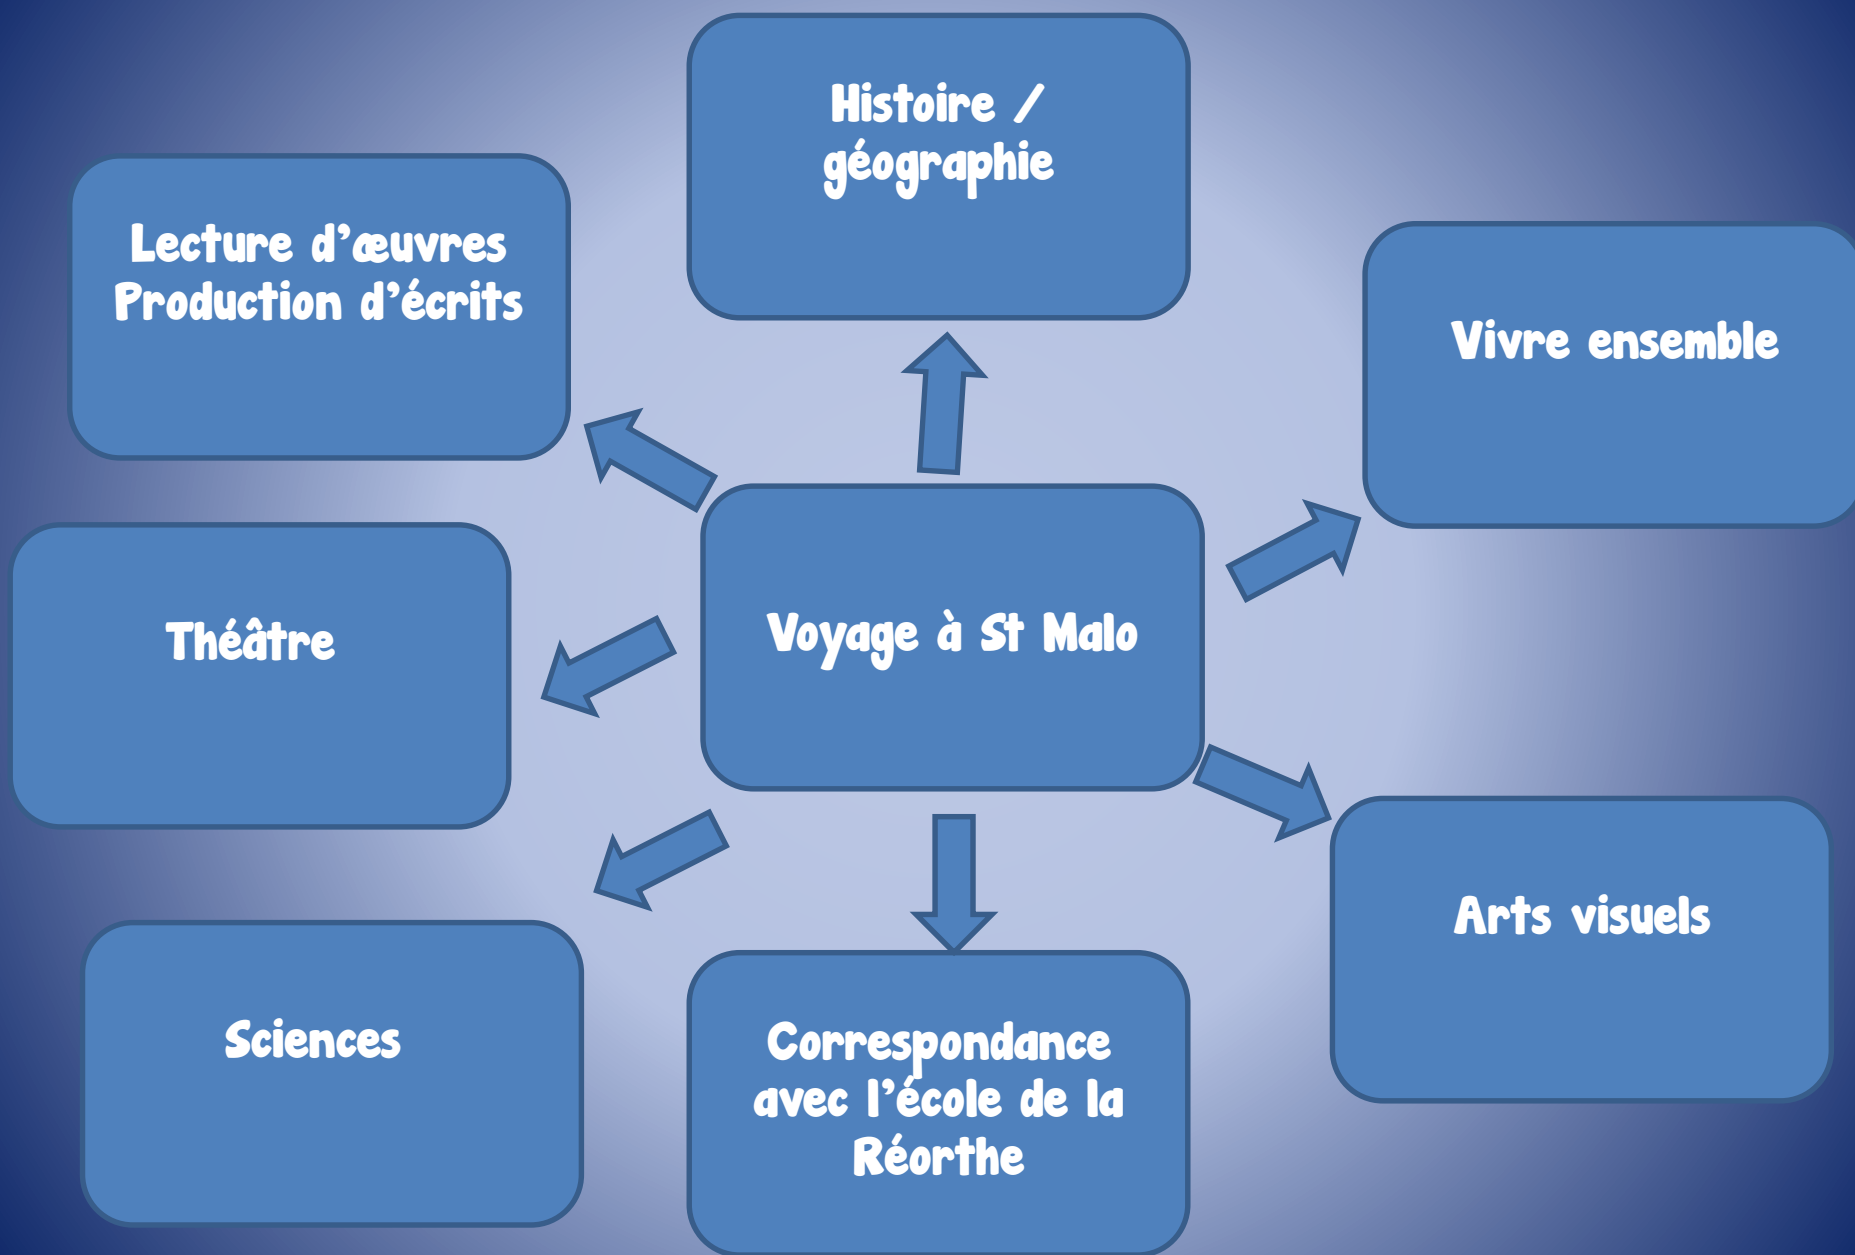 Histoire /
géographie
Lecture d’œuvres
Production d’écrits
Vivre ensemble
Théâtre
Voyage à St Malo
Arts visuels
Sciences
Correspondance
avec l’école de la
Réorthe